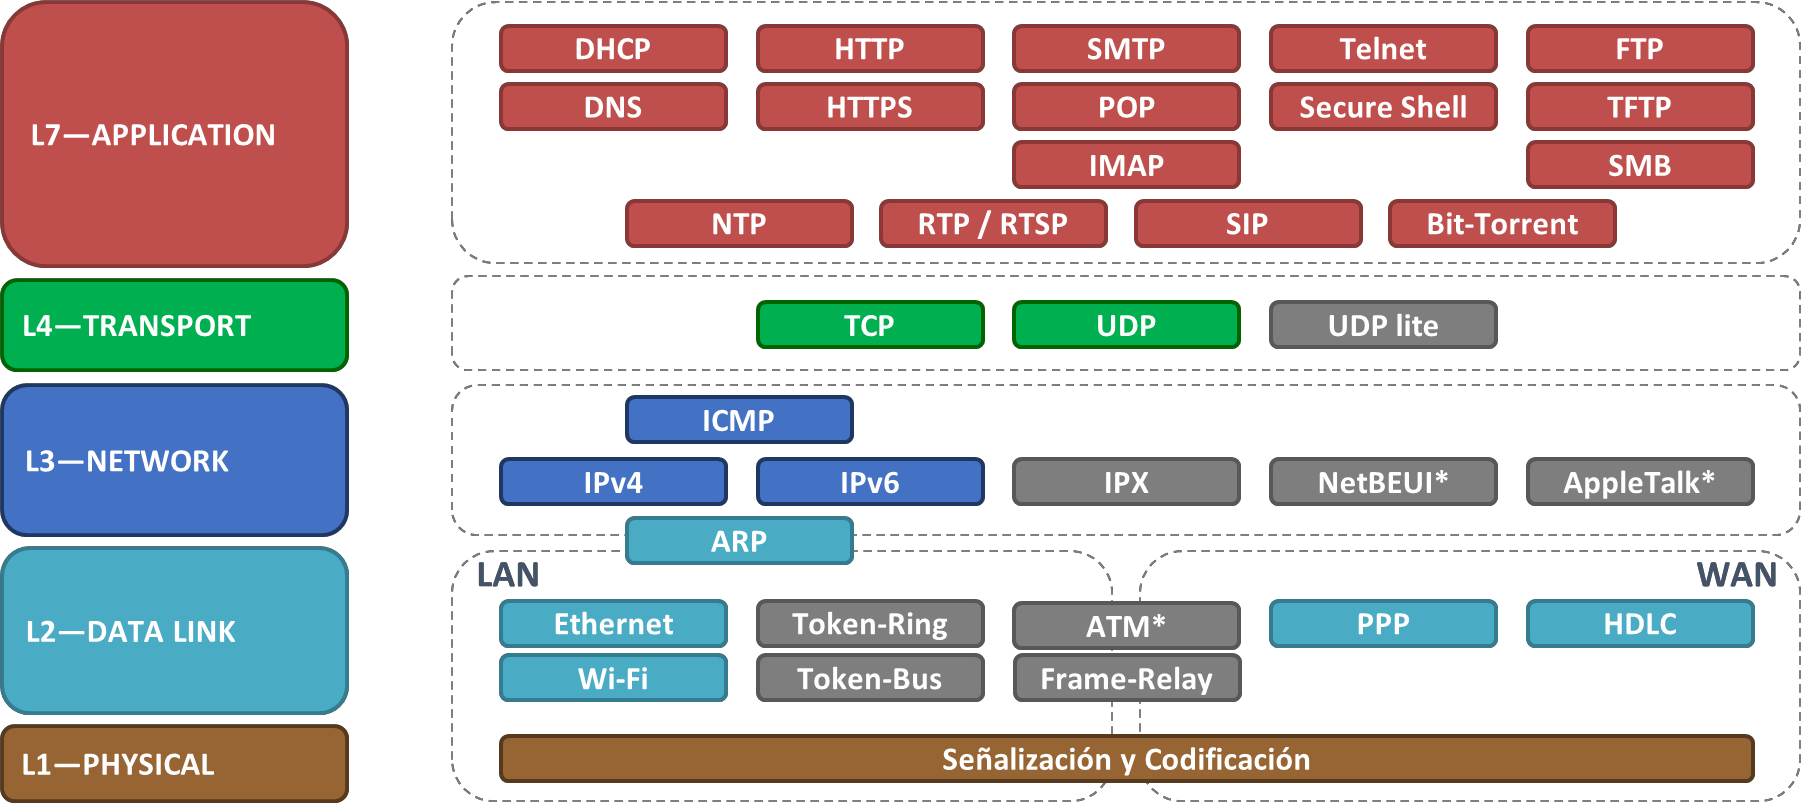 L7—APPLICATION
DHCP HTTP SMTP Telnet FTP
DNS HTTPS POP Secure Shell TFTP
IMAP SMB
NTP RTP / RTSP SIP Bit-Torrent
L4—TRANSPORT
TCP UDP UDP lite
L3—NETWORK
ICMP
IPv4 IPv6 IPX NetBEUI* AppleTalk*
ARP
LAN WAN
L2—DATA LINK
Ethernet Token-Ring ATM* PPP HDLC
Wi-Fi Token-Bus Frame-Relay
L1—PHYSICAL
Señalización y Codificación